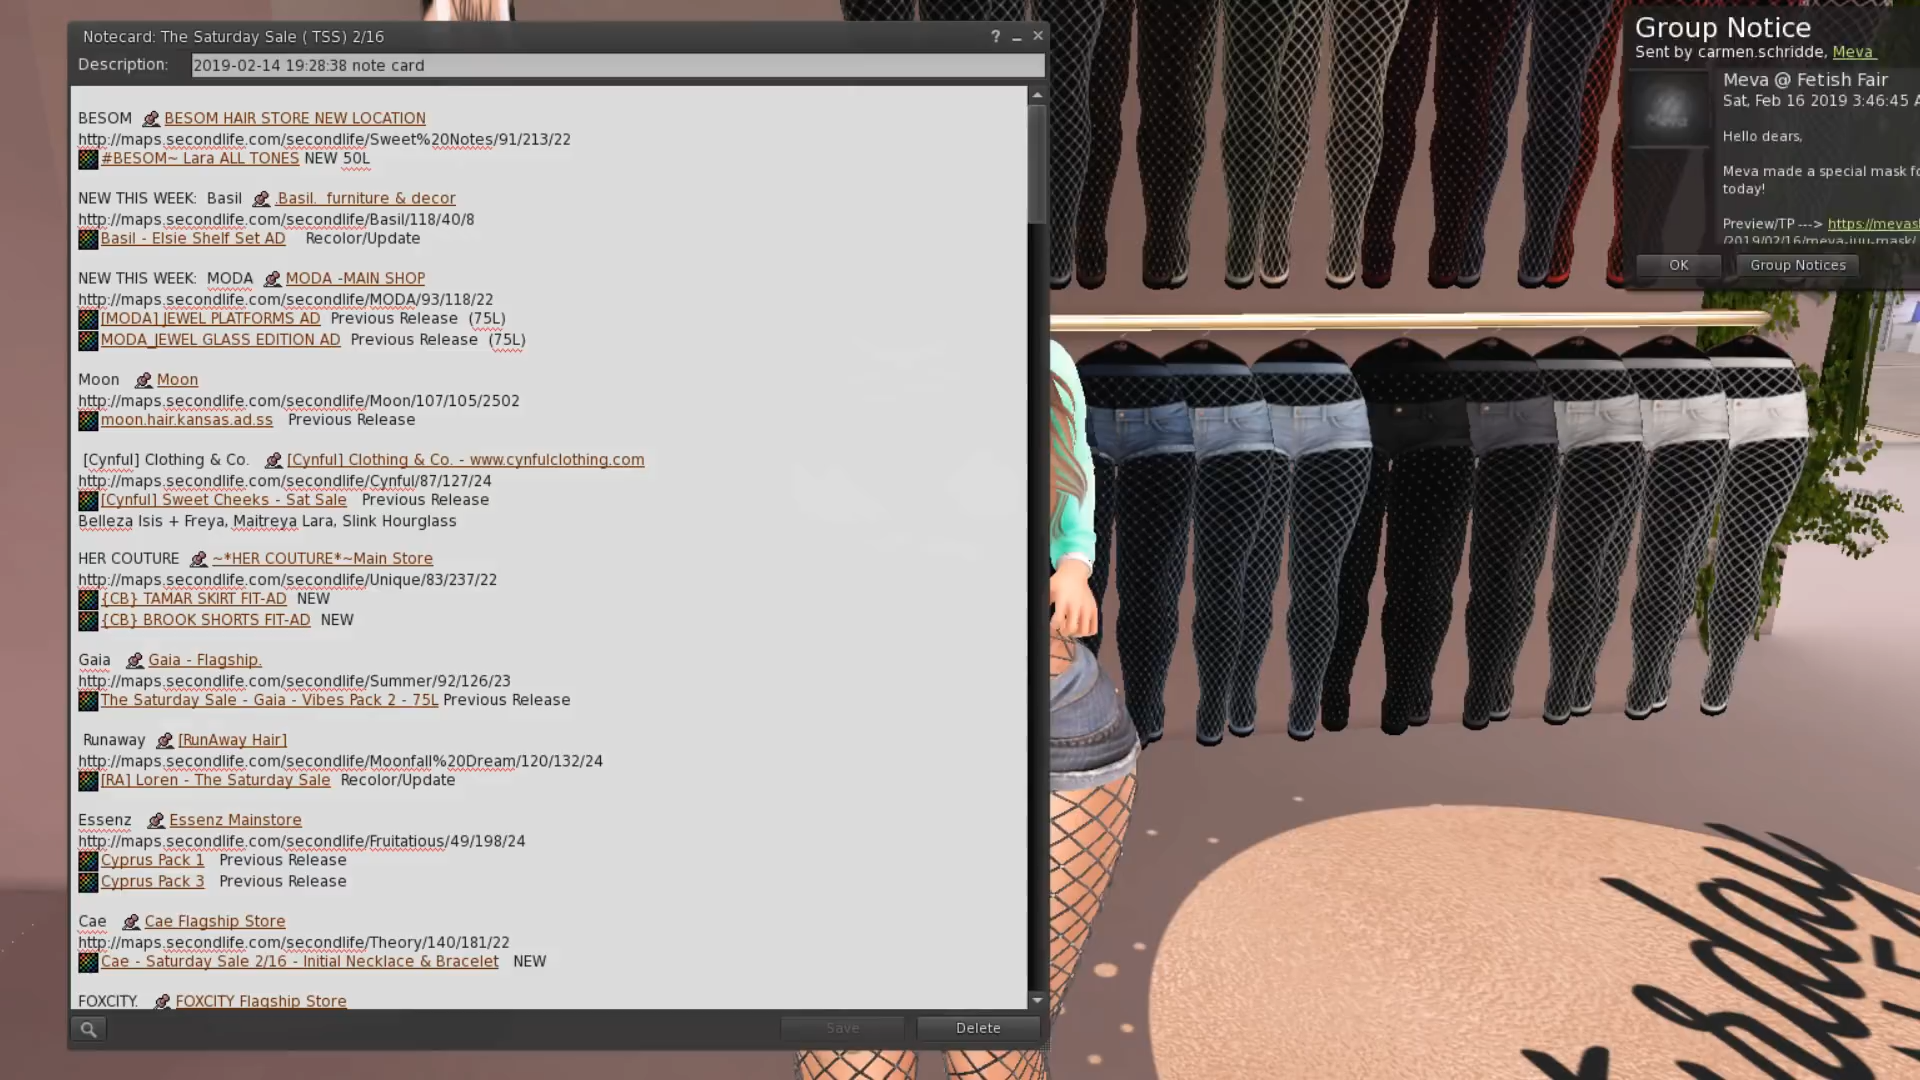 Notecard: The Saturday Sale ( TSS) 2/16
Description: 2019-02-14 19:28:38 note card
BESOM BESOM HAIR STORE NEW LOCATION
http://maps.secondlife.com/secondlife/Sweet%20Notes/91/213/22
#BESOM~ Lara ALL TONES NEW 50L
NEW THIS WEEK: Basil .Basil. furniture & decor
http://maps.secondlife.com/secondlife/Basil/118/40/8
Basil - Elsie Shelf Set AD Recolor/Update
NEW THIS WEEK: MODA MODA -MAIN SHOP
http://maps.secondlife.com/secondlife/MODA/93/118/22
[MODA] JEWEL PLATFORMS AD Previous Release (75L)
MODA_JEWEL GLASS EDITION AD Previous Release (75L)
Moon Moon
http://maps.secondlife.com/secondlife/Moon/107/105/2502
moon.hair.kansas.ad.ss Previous Release
[Cynful] Clothing & Co. [Cynful] Clothing & Co. - www.cynfulclothing.com
http://maps.secondlife.com/secondlife/Cynful/87/127/24
[Cynful] Sweet Cheeks - Sat Sale Previous Release
Belleza Isis + Freya, Maitreya Lara, Slink Hourglass
HER COUTURE ~*HER COUTURE*~Main Store
http://maps.secondlife.com/secondlife/Unique/83/237/22
{CB} TAMAR SKIRT FIT-AD NEW
{CB} BROOK SHORTS FIT-AD NEW
Gaia Gaia - Flagship.
http://maps.secondlife.com/secondlife/Summer/92/126/23
The Saturday Sale - Gaia - Vibes Pack 2 - 75L Previous Release
Runaway [RunAway Hair]
http://maps.secondlife.com/secondlife/Moonfall%20Dream/120/132/24
[RA] Loren - The Saturday Sale Recolor/Update
Essenz Essenz Mainstore
http://maps.secondlife.com/secondlife/Fruitatious/49/198/24
Cyprus Pack 1 Previous Release
Cyprus Pack 3 Previous Release
Cae Cae Flagship Store
http://maps.secondlife.com/secondlife/Theory/140/181/22
Cae - Saturday Sale 2/16 - Initial Necklace & Bracelet NEW
FOXCITY. FOXCITY Flagship Store
Save Delete
Group Notice
Sent by carmen.schridde, Meva
Meva @ Fetish Fair
Sat, Feb 16 2019 3:46:45 A
Hello dears,
Meva made a special mask fo
today!
Preview/TP ---> https://mevasl
/2019/02/16/meva-juu-mask/
OK Group Notices